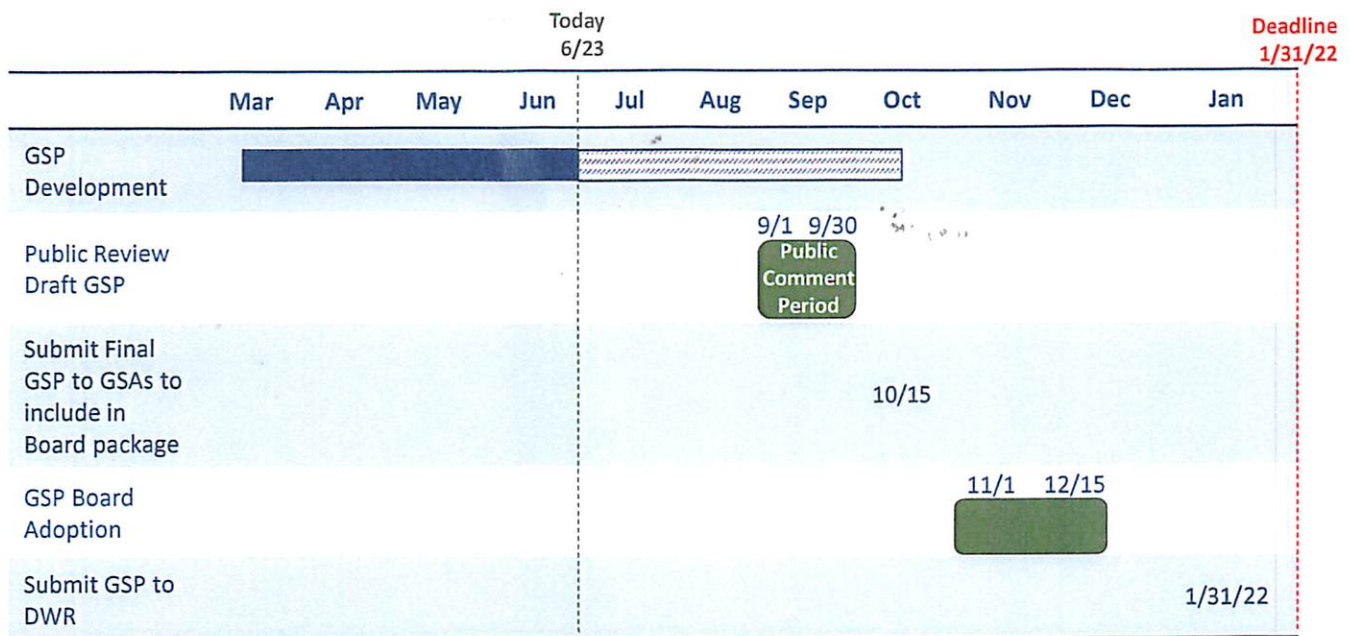 Today
6/23
Deadline
1/31/22
Mar Apr May Jun Jul Aug Sep Oct Nov Dec Jan
GSP
Development
9/1 9/30
Public Review
Draft GSP
Public
Comment
Period
Submit Final
GSP to GSAs to
include in
Board package
10/15
11/1 12/15
GSP Board
Adoption
Submit GSP to
DWR
1/31/22